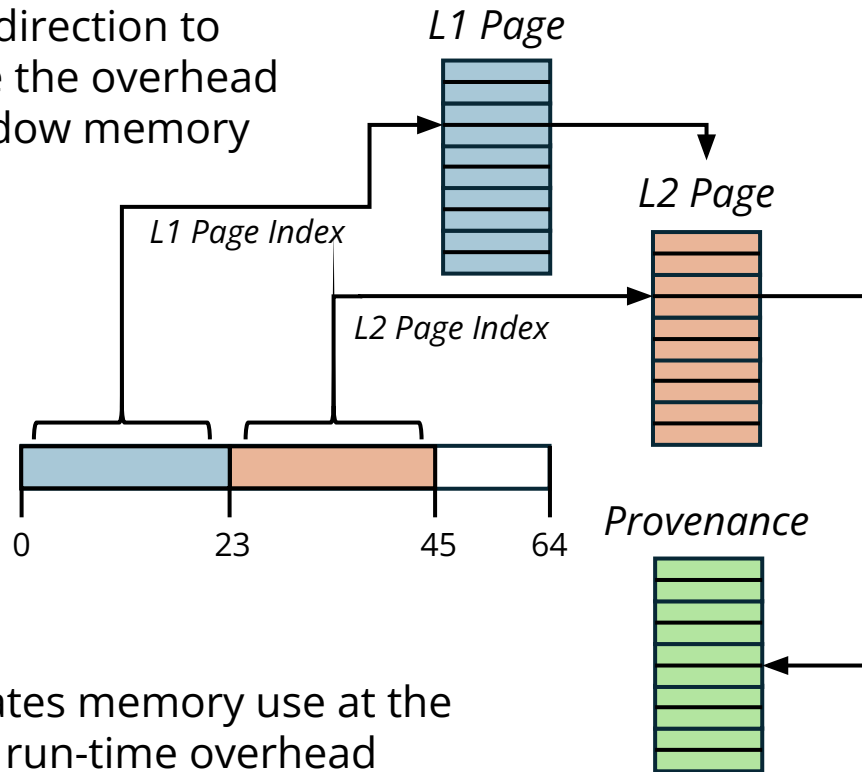 direction to
e the overhead
dow memory
L1 Page
L1 Page Index
L2 Page
L2 Page Index
0 23 45 64
Provenance
ates memory use at the
run-time overhead